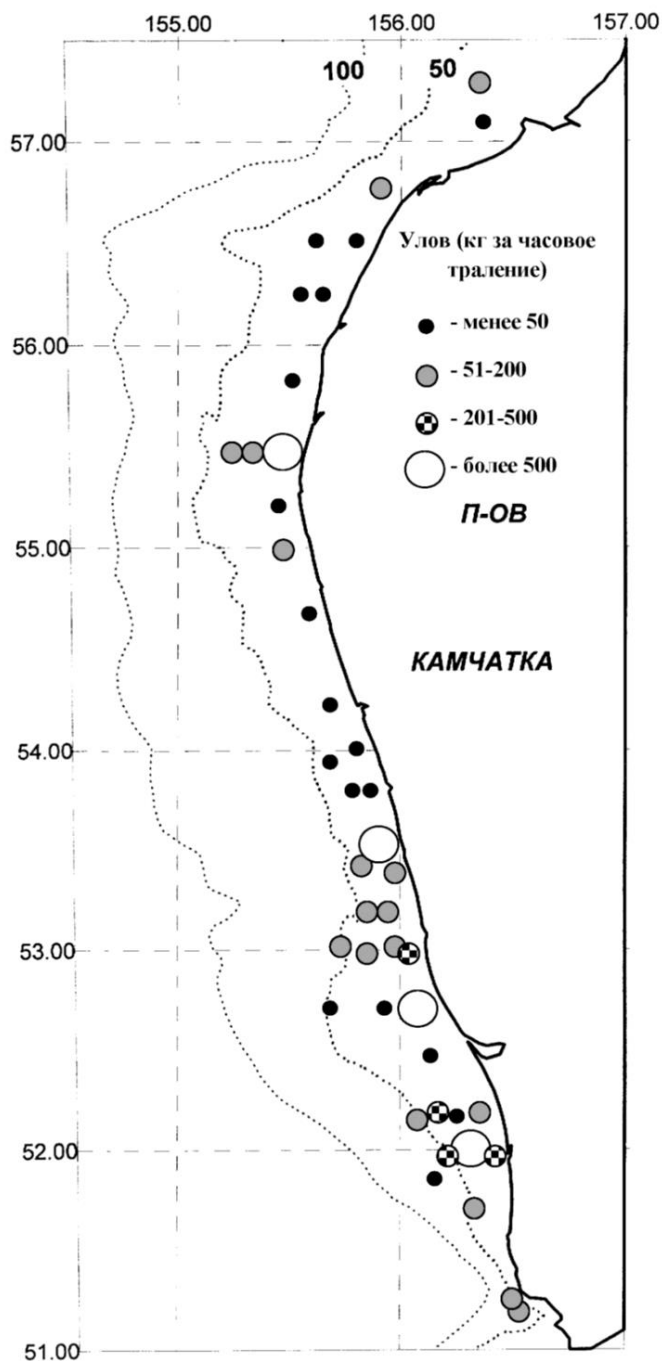 155.00 156.00 157.00
100 50
57.00
Улов (кг за часовое
траление)
- менее 50
56.00
- 51-200
- 201-500
- более 500
П-ОВ
55.00
КАМЧАТКА
54.00
53.00
52.00
51.00